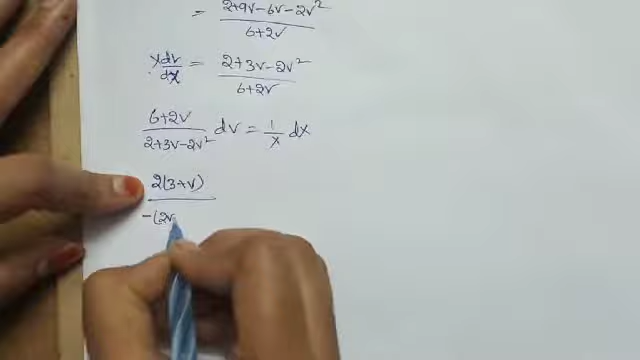 = 2+9v-6v-2v² / 6+2v
x dv/dx = 2+3v-2v² / 6+2v
6+2v / 2+3v-2v² dv = 1/x dx
2(3+v) / -(2v